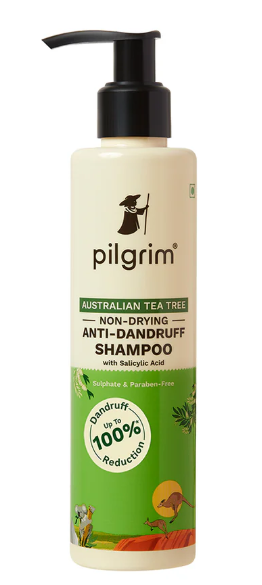 pilgrim®
AUSTRALIAN TEA TREE
NON-DRYING
ANTI-DANDRUFF
SHAMPOO
with Salicylic Acid
Sulphate & Paraben-Free
Dandruff
Up To
100%
Reduction